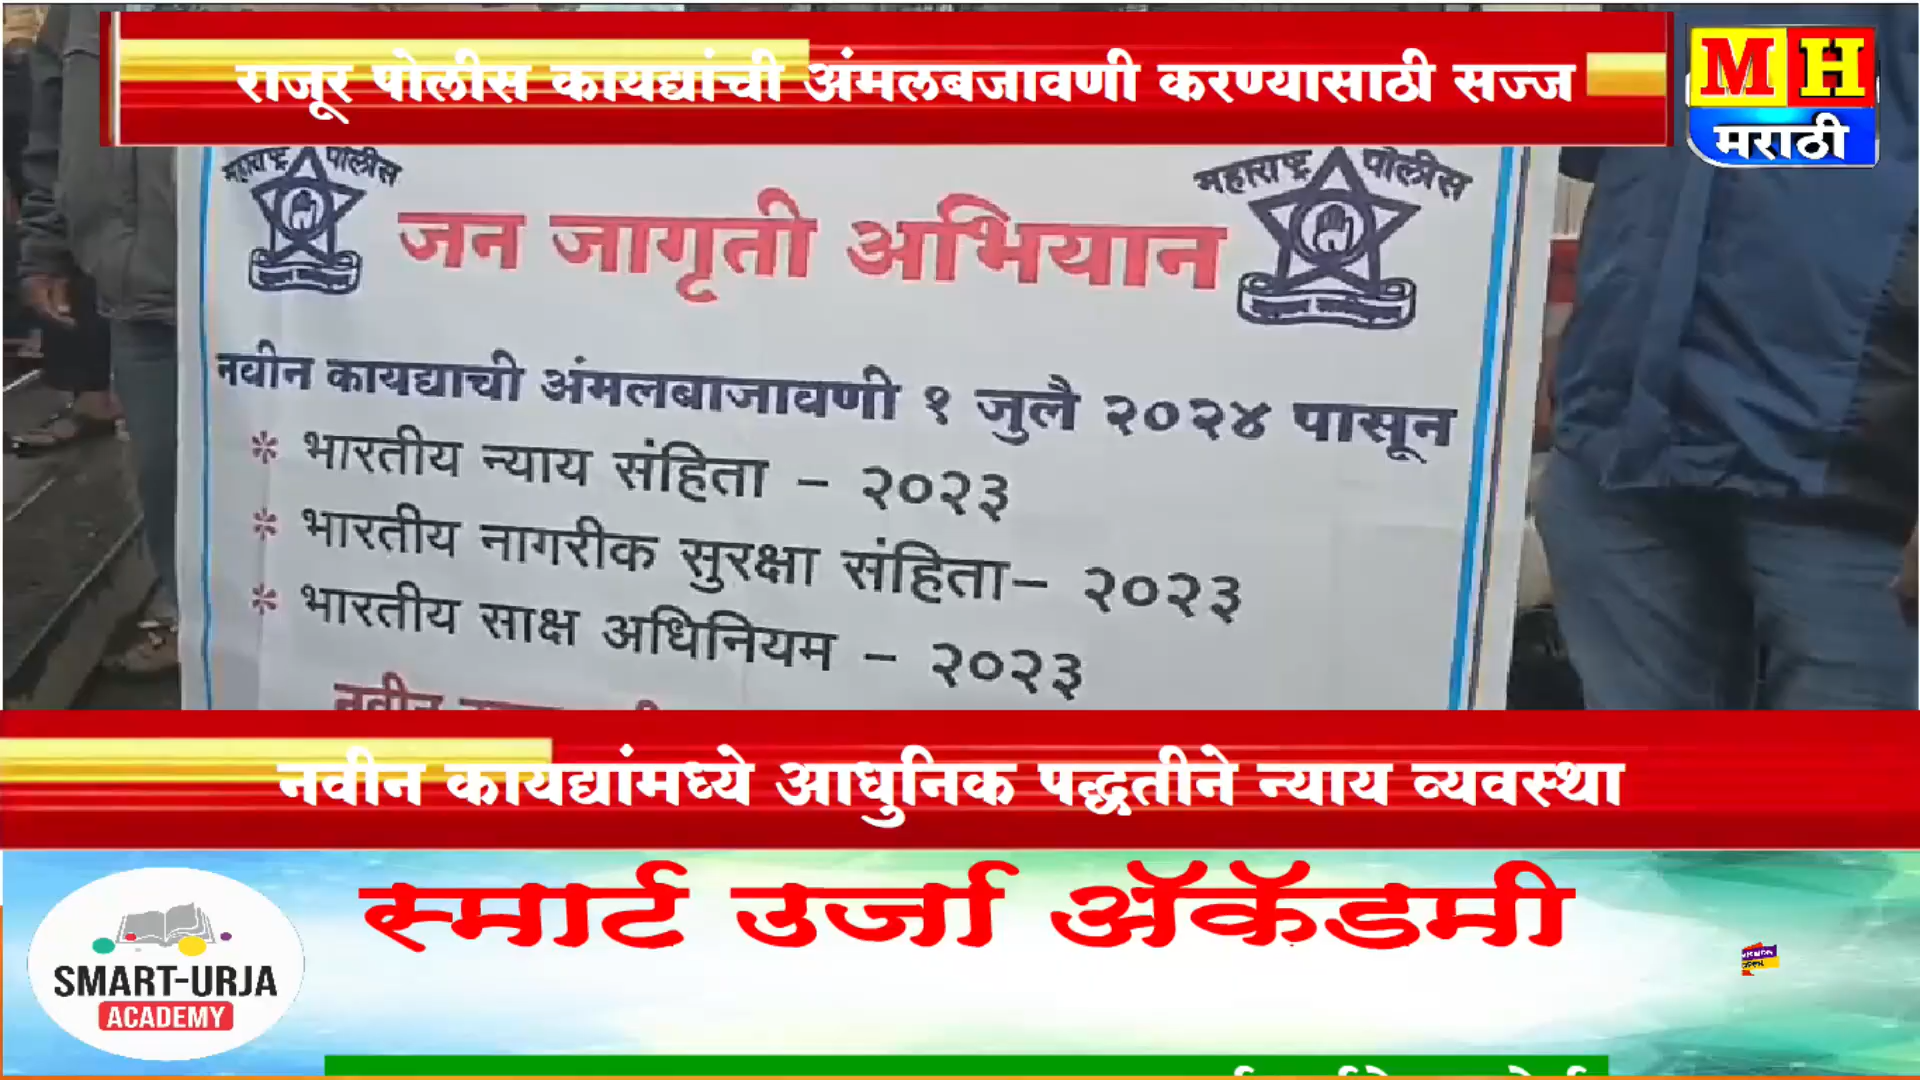 राजूर पोलीस कायद्यांची अंमलबजावणी करण्यासाठी सज्ज
MH
मराठी
महाराष्ट्र पोलीस
महाराष्ट्र पोलीस
जन जागृती अभियान
नवीन कायद्याची अंमलबाजावणी १ जुलै २०२४ पासून
* भारतीय न्याय संहिता - २०२३
* भारतीय नागरीक सुरक्षा संहिता- २०२३
* भारतीय साक्ष अधिनियम - २०२३
नवीन
नवीन कायद्यांमध्ये आधुनिक पद्धतीने न्याय व्यवस्था
स्मार्ट उर्जा ॲकॅडमी
SMART-URJA
ACADEMY